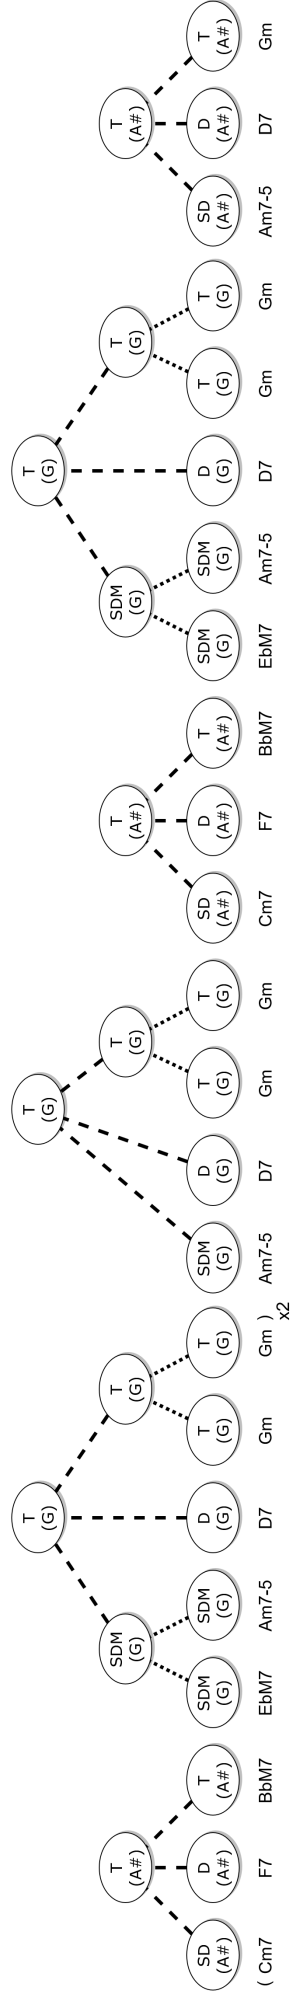 T T T
(G) (G) (G)
T SDM T T T SDM T T
(A#) (G) (G) (G) (A#) (G) (G) (A#)
SD D T SDM SDM D T T SDM D T T SD D T SDM SDM D T T SD D T
(A#) (A#) (A#) (G) (G) (G) (G) (G) (G) (G) (G) (G) (A#) (A#) (A#) (G) (G) (G) (G) (G) (A#) (A#) (A#)
( Cm7 F7 BbM7 EbM7 Am7-5 D7 Gm Gm ) Am7-5 D7 Gm Gm Cm7 F7 BbM7 EbM7 Am7-5 D7 Gm Gm Am7-5 D7 Gm
x2